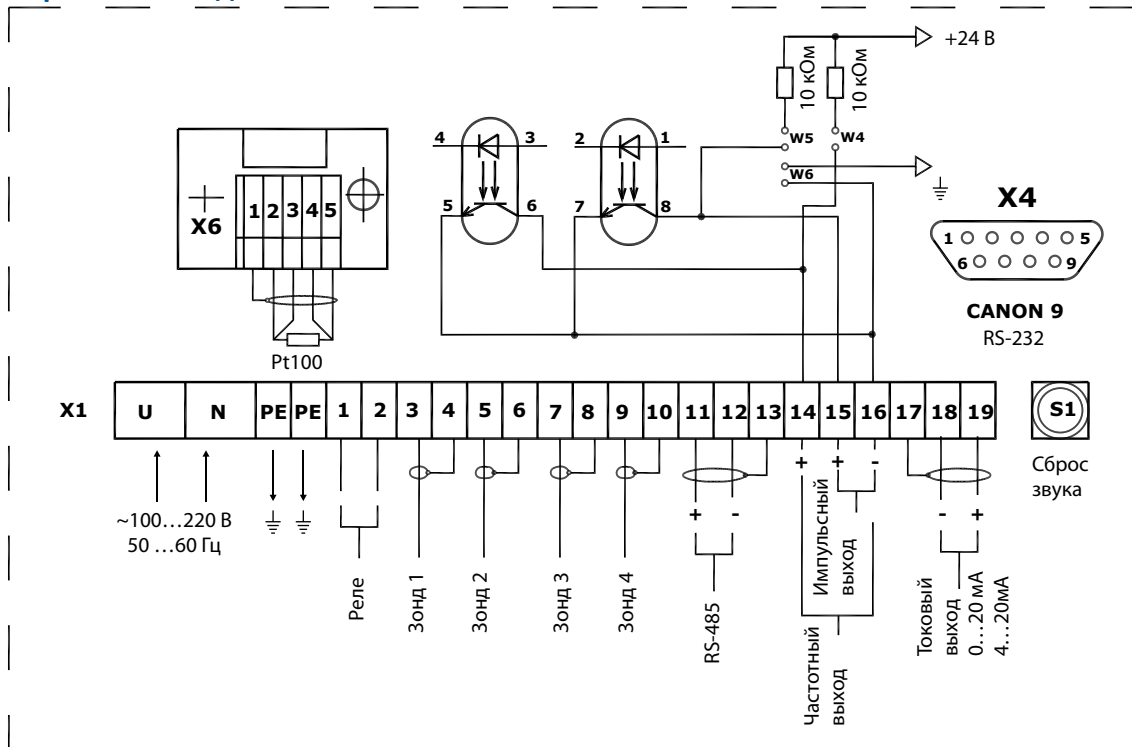 +24 В
10 кОм
10 кОм
W5
W4
W6
4
3
2
1
5
6
7
8
X6
1 2 3 4 5
Pt100
X4
1
5
6
9
CANON 9
RS-232
X1
U N PE PE 1 2 3 4 5 6 7 8 9 10 11 12 13 14 15 16 17 18 19
S1
Сброс
звука
~100...220 В
50 ...60 Гц
Реле
Зонд 1
Зонд 2
Зонд 3
Зонд 4
+ -
RS-485
+ + -
Импульсный
выход
Частотный
выход
- +
Токовый
выход
0...20 мА
4...20мА